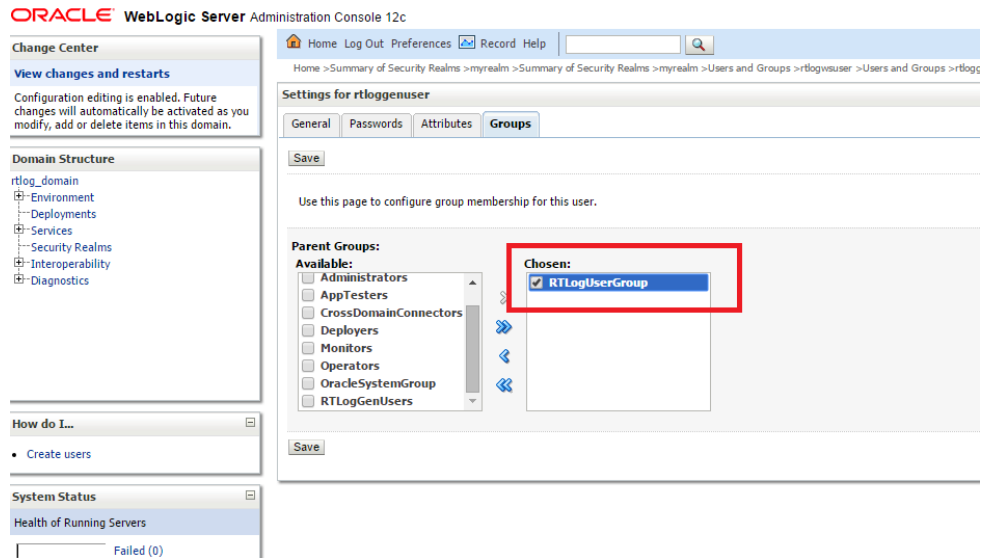 ORACLE WebLogic Server Administration Console 12c
Change Center
View changes and restarts
Configuration editing is enabled. Future
changes will automatically be activated as you
modify, add or delete items in this domain.
Domain Structure
rtlog_domain
Environment
Deployments
Services
Security Realms
Interoperability
Diagnostics
How do I...
Create users
System Status
Health of Running Servers
Failed (0)
Home Log Out Preferences Record Help
Home >Summary of Security Realms >myrealm >Summary of Security Realms >myrealm >Users and Groups >rtlogwsuser >Users and Groups >rtlogg
Settings for rtloggenuser
General Passwords Attributes Groups
Save
Use this page to configure group membership for this user.
Parent Groups:
Available:
Administrators
AppTesters
CrossDomainConnectors
Deployers
Monitors
Operators
OracleSystemGroup
RTLogGenUsers
Chosen:
RTLogUserGroup
Save